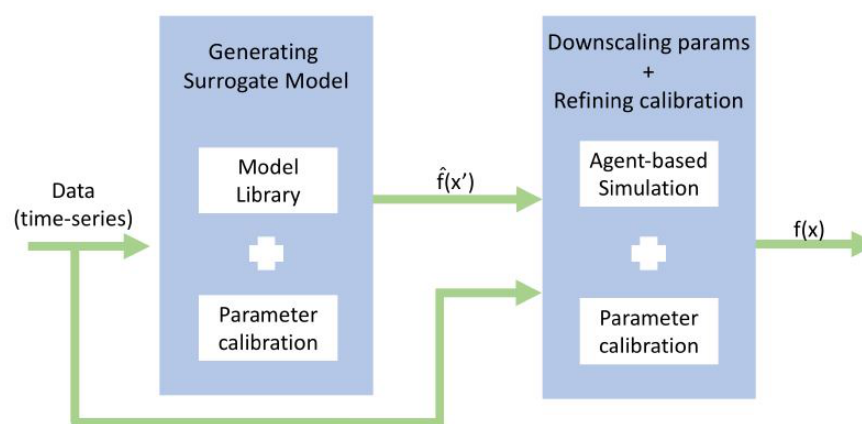 Generating
Surrogate Model
Model
Library
Parameter
calibration
Data
(time-series)
f̂(x’)
Downscaling params
+
Refining calibration
Agent-based
Simulation
Parameter
calibration
f(x)